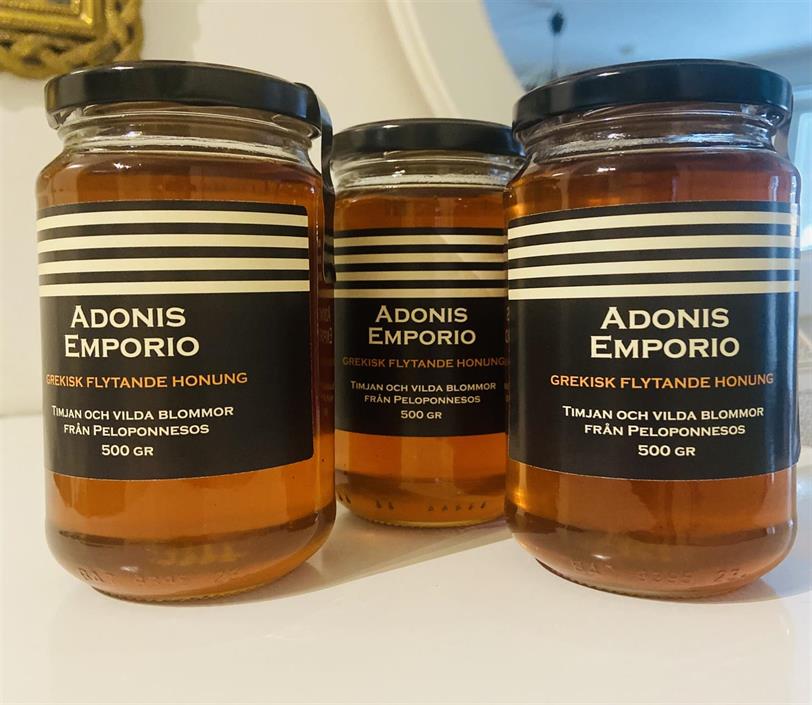 ADONIS
EMPORIO
GREKISK FLYTANDE HONUNG
TIMJAN OCH VILDA BLOMMOR
FRÅN PELOPONNESOS
500 GR
ADONIS
EMPORIO
GREKISK FLYTANDE HONUNG
TIMJAN OCH VILDA BLOMMOR
FRÅN PELOPONNESOS
500 GR
ADONIS
EMPORIO
GREKISK FLYTANDE HONUNG
TIMJAN OCH VILDA BLOMMOR
FRÅN PELOPONNESOS
500 GR